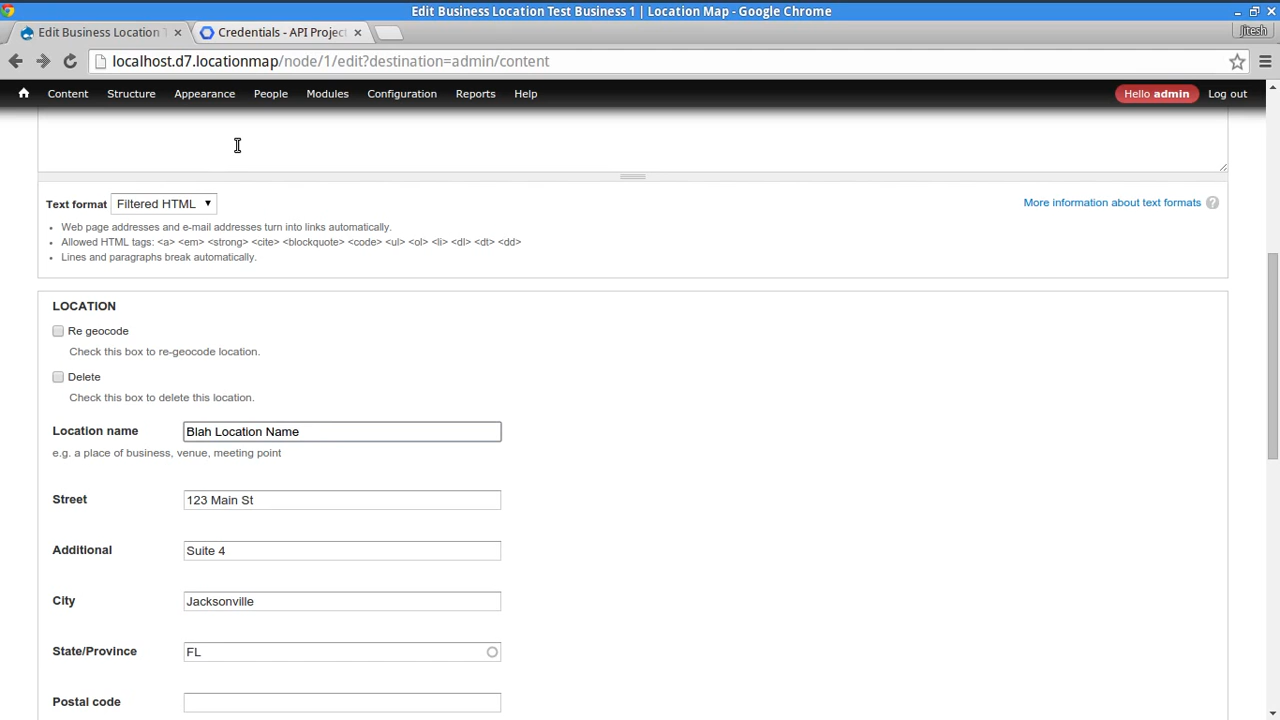 Edit Business Location Test Business 1 | Location Map - Google Chrome
Edit Business Location T
Credentials - API Project
Jitesh
localhost.d7.locationmap/node/1/edit?destination=admin/content
Content Structure Appearance People Modules Configuration Reports Help Hello admin Log out
Text format Filtered HTML More information about text formats ?
Web page addresses and e-mail addresses turn into links automatically.
Allowed HTML tags: <a> <em> <strong> <cite> <blockquote> <code> <ul> <ol> <li> <dl> <dt> <dd>
Lines and paragraphs break automatically.
LOCATION
Re geocode
Check this box to re-geocode location.
Delete
Check this box to delete this location.
Location name Blah Location Name
e.g. a place of business, venue, meeting point
Street 123 Main St
Additional Suite 4
City Jacksonville
State/Province FL
Postal code